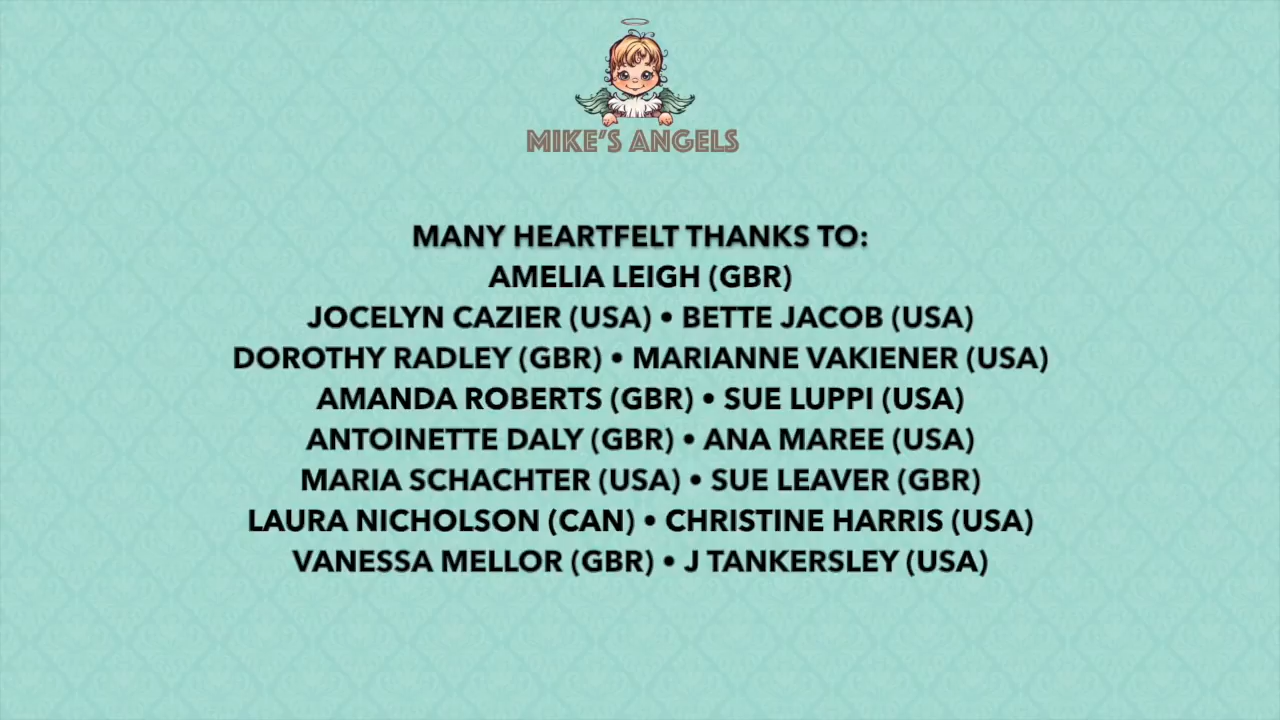 MIKE'S ANGELS
MANY HEARTFELT THANKS TO:
AMELIA LEIGH (GBR)
JOCELYN CAZIER (USA) • BETTE JACOB (USA)
DOROTHY RADLEY (GBR) • MARIANNE VAKIENER (USA)
AMANDA ROBERTS (GBR) • SUE LUPPI (USA)
ANTOINETTE DALY (GBR) • ANA MAREE (USA)
MARIA SCHACHTER (USA) • SUE LEAVER (GBR)
LAURA NICHOLSON (CAN) • CHRISTINE HARRIS (USA)
VANESSA MELLOR (GBR) • J TANKERSLEY (USA)